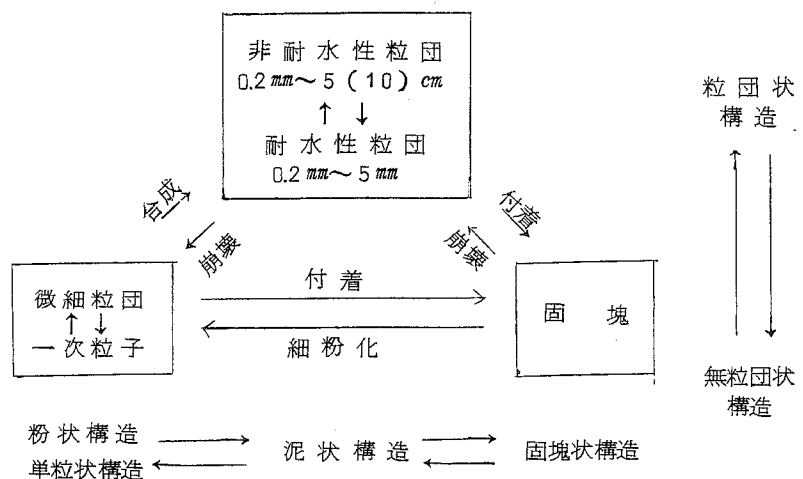 非耐水性粒団
0.2mm〜5(10)cm
↑ ↓
耐水性粒団
0.2mm〜5mm
粒団状
構造
合成
崩壊
付着
崩壊
微細粒団
↑ ↓
一次粒子
付着
細粉化
固塊
無粒団状
構造
粉状構造
単粒状構造
泥状構造
固塊状構造